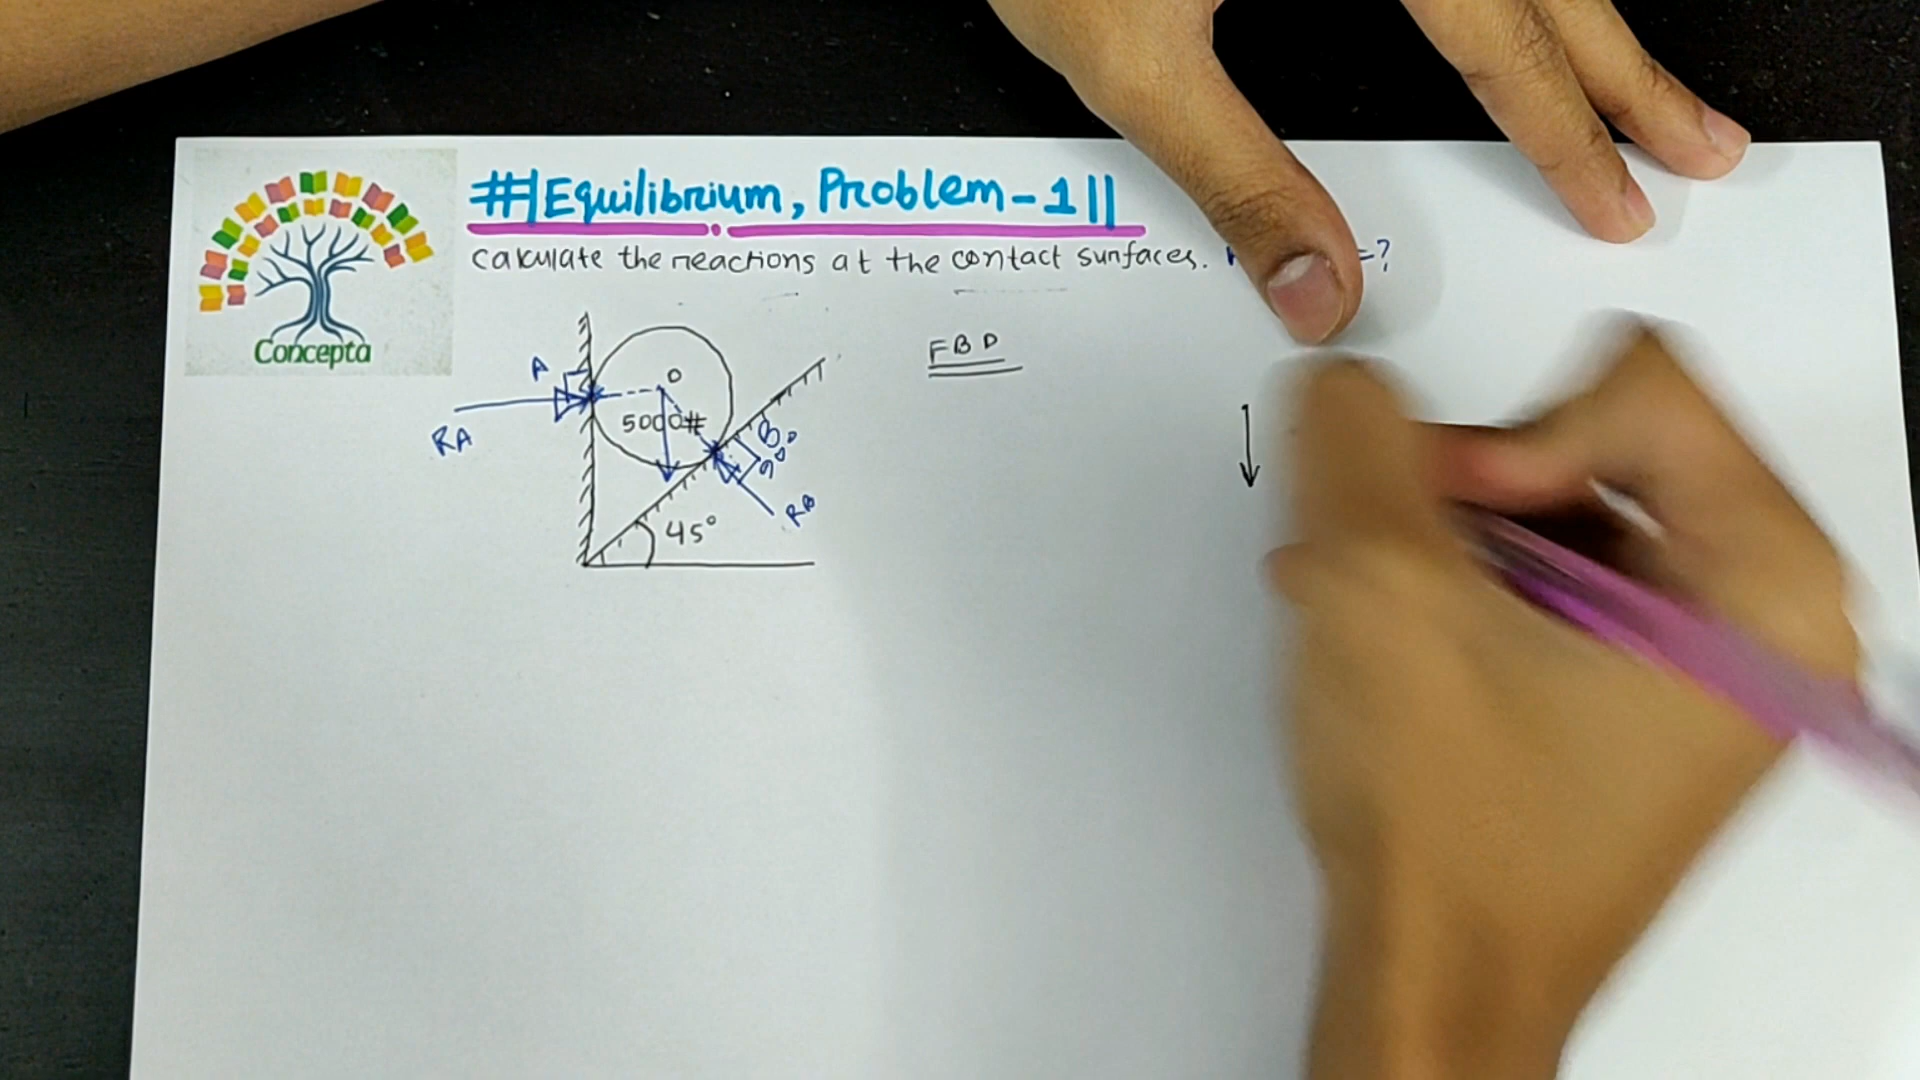 #||Equilibrium, Problem-1||
calculate the reactions at the contact surfaces. =?
Concepta
FBD
A
O
5000#
RA
B
90°
RB
45°